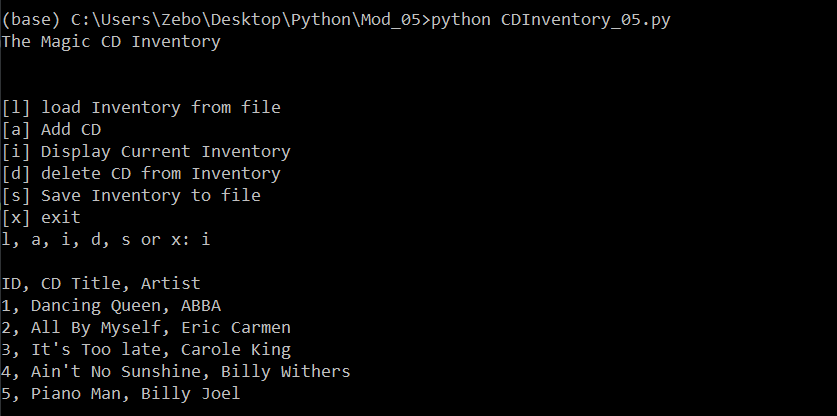 (base) C:\Users\Zebo\Desktop\Python\Mod_05>python CDInventory_05.py
The Magic CD Inventory
[l] load Inventory from file
[a] Add CD
[i] Display Current Inventory
[d] delete CD from Inventory
[s] Save Inventory to file
[x] exit
l, a, i, d, s or x: i
ID, CD Title, Artist
1, Dancing Queen, ABBA
2, All By Myself, Eric Carmen
3, It's Too late, Carole King
4, Ain't No Sunshine, Billy Withers
5, Piano Man, Billy Joel